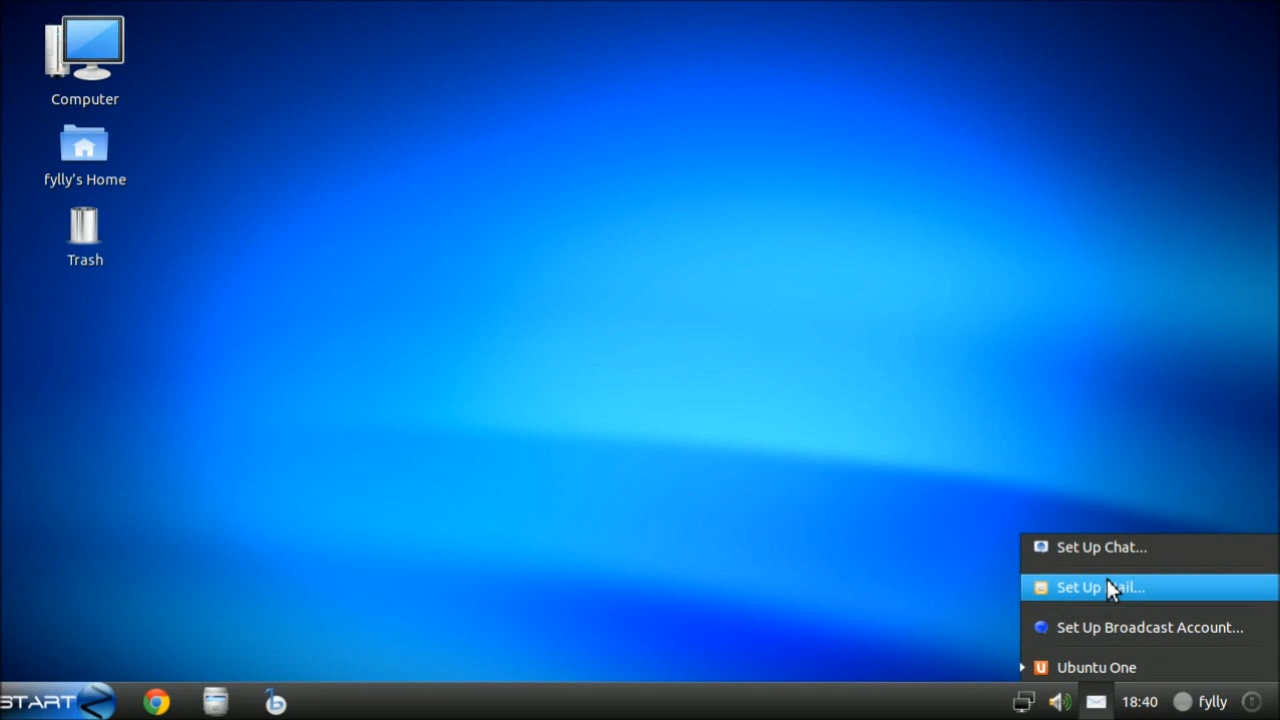 Computer
fylly's Home
Trash
Set Up Chat...
Set Up Mail...
Set Up Broadcast Account...
Ubuntu One
START
18:40
fylly